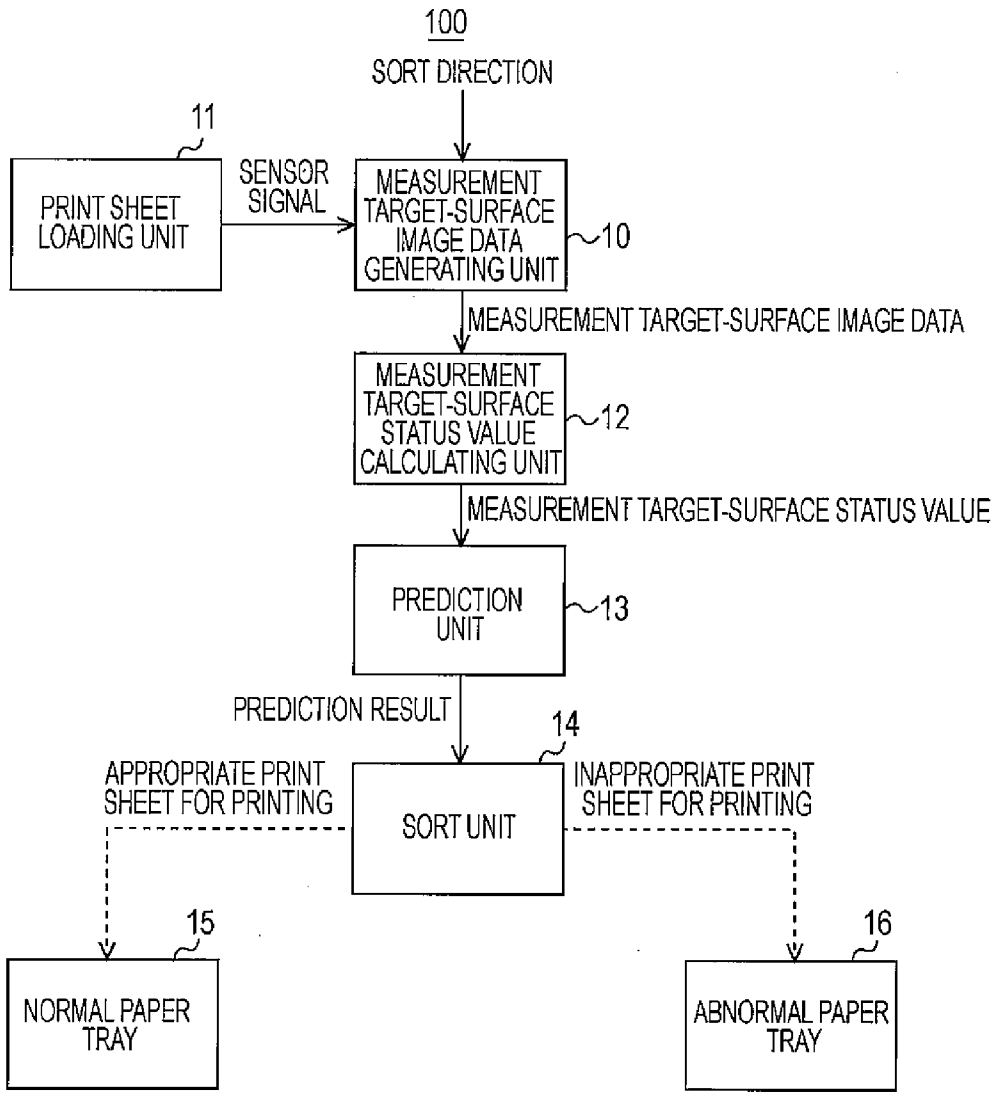 100
SORT DIRECTION
11
PRINT SHEET
LOADING UNIT
SENSOR
SIGNAL
MEASUREMENT
TARGET-SURFACE
IMAGE DATA
GENERATING UNIT
10
MEASUREMENT TARGET-SURFACE IMAGE DATA
MEASUREMENT
TARGET-SURFACE
STATUS VALUE
CALCULATING UNIT
12
MEASUREMENT TARGET-SURFACE STATUS VALUE
PREDICTION
UNIT
13
PREDICTION RESULT
14
APPROPRIATE PRINT
SHEET FOR PRINTING
SORT UNIT
INAPPROPRIATE PRINT
SHEET FOR PRINTING
15
NORMAL PAPER
TRAY
16
ABNORMAL PAPER
TRAY